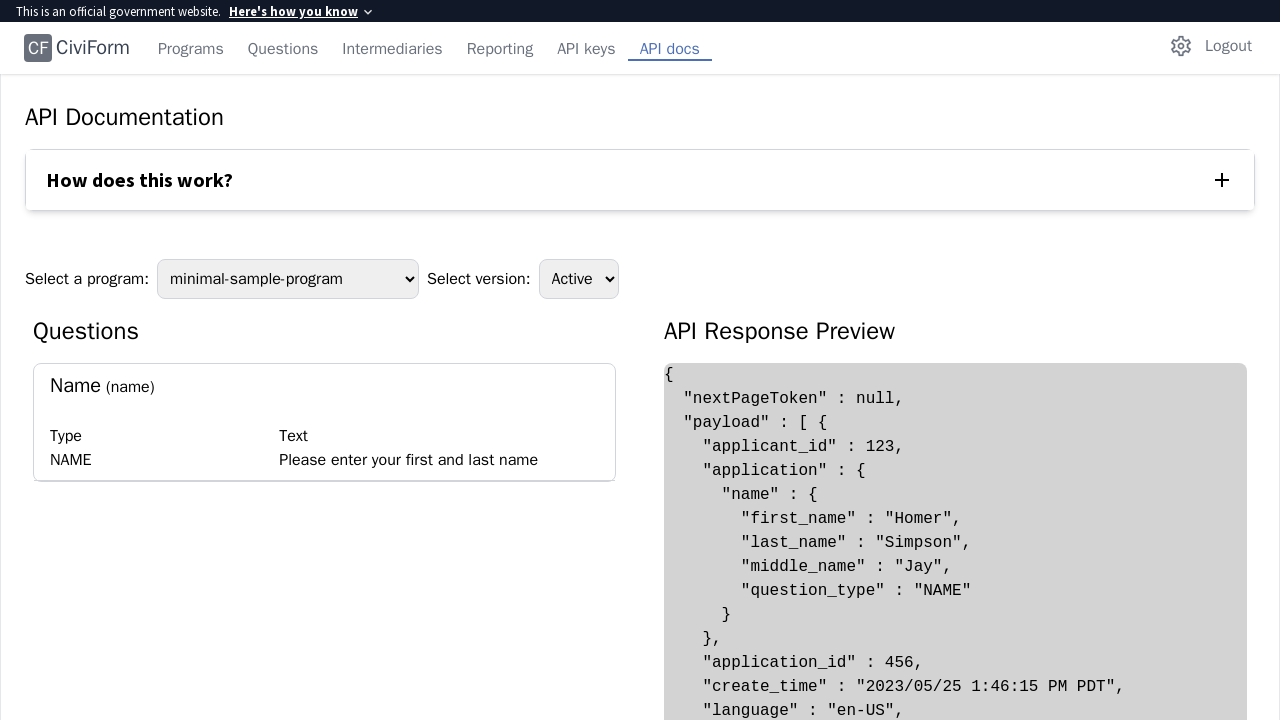 This is an official government website. Here's how you know
CF CiviForm Programs Questions Intermediaries Reporting API keys API docs Logout
API Documentation
How does this work?
Select a program: minimal-sample-program Select version: Active
Questions
Name (name)
Type Text
NAME Please enter your first and last name
API Response Preview
{
  "nextPageToken" : null,
  "payload" : [ {
    "applicant_id" : 123,
    "application" : {
      "name" : {
        "first_name" : "Homer",
        "last_name" : "Simpson",
        "middle_name" : "Jay",
        "question_type" : "NAME"
      }
    },
    "application_id" : 456,
    "create_time" : "2023/05/25 1:46:15 PM PDT",
    "language" : "en-US",